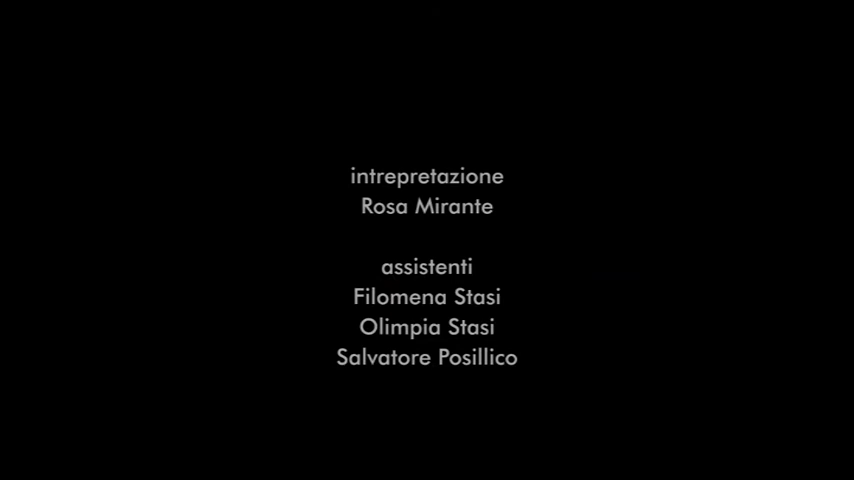 intrepretazione
Rosa Mirante
assistenti
Filomena Stasi
Olimpia Stasi
Salvatore Posillico